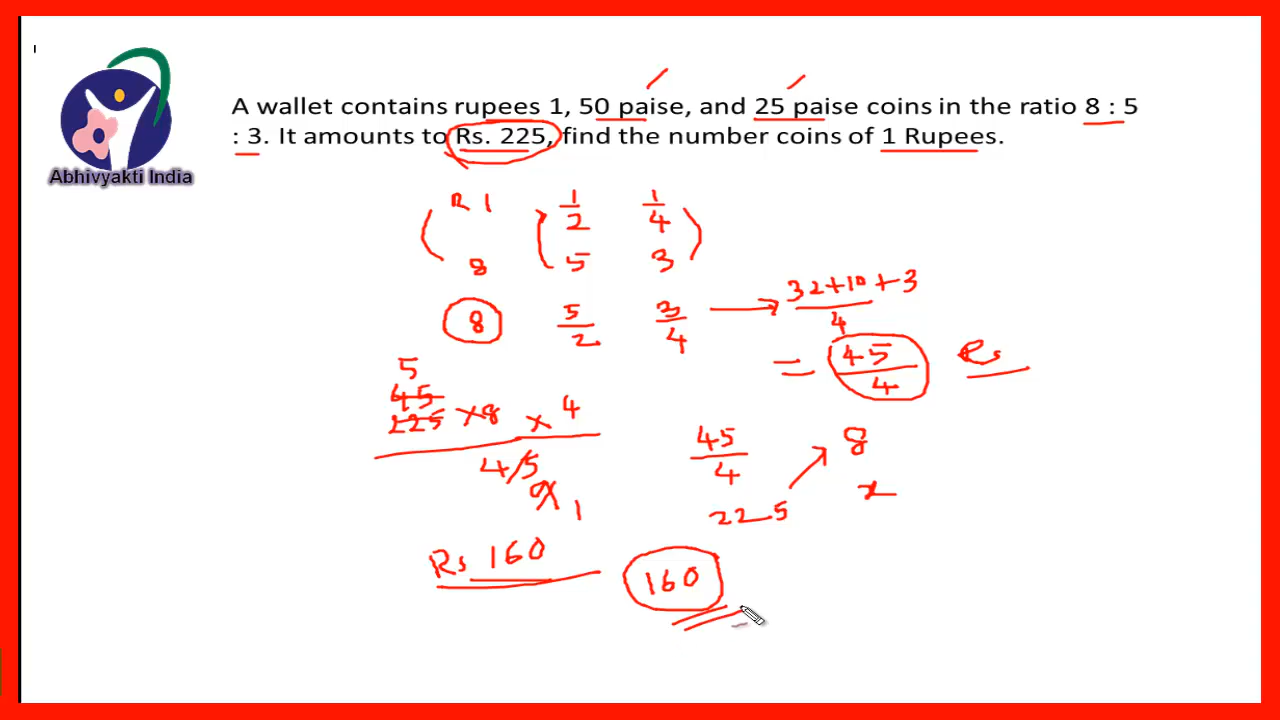 Abhivyakti India
A wallet contains rupees 1, 50 paise, and 25 paise coins in the ratio 8 : 5
: 3. It amounts to Rs. 225, find the number coins of 1 Rupees.
R 1 1/2 1/4
8 5 3
8 5/2 3/4 → 32+10+3/4
= 45/4 Rs
5
45
225 × 8 × 4
45
9 1
45/4 8
225 x
Rs 160
160